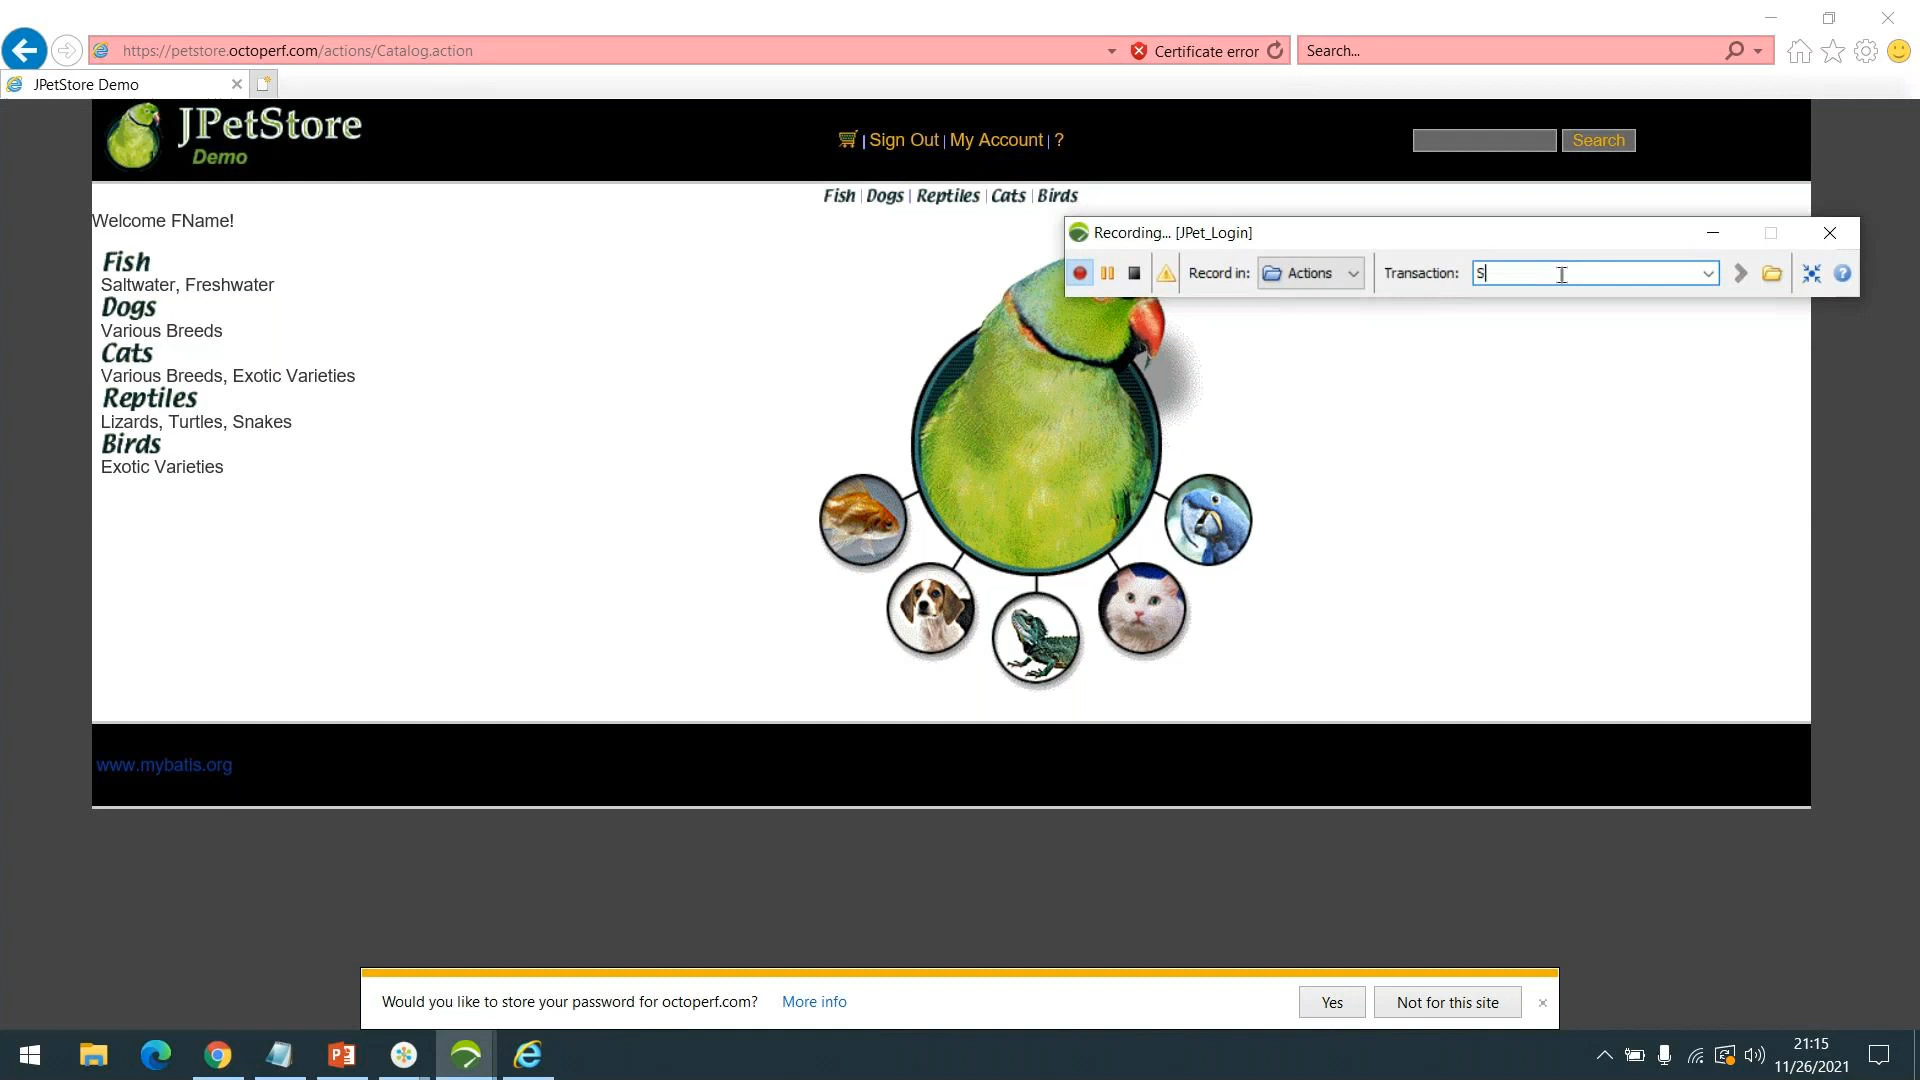 https://petstore.octoperf.com/actions/Catalog.action
Certificate error
Search...
JPetStore Demo
JPetStore
Demo
| Sign Out | My Account | ?
Search
Fish | Dogs | Reptiles | Cats | Birds
Welcome FName!
Recording... [JPet_Login]
Record in: Actions Transaction: S
Fish
Saltwater, Freshwater
Dogs
Various Breeds
Cats
Various Breeds, Exotic Varieties
Reptiles
Lizards, Turtles, Snakes
Birds
Exotic Varieties
www.mybatis.org
Would you like to store your password for octoperf.com? More info
Yes
Not for this site
21:15
11/26/2021